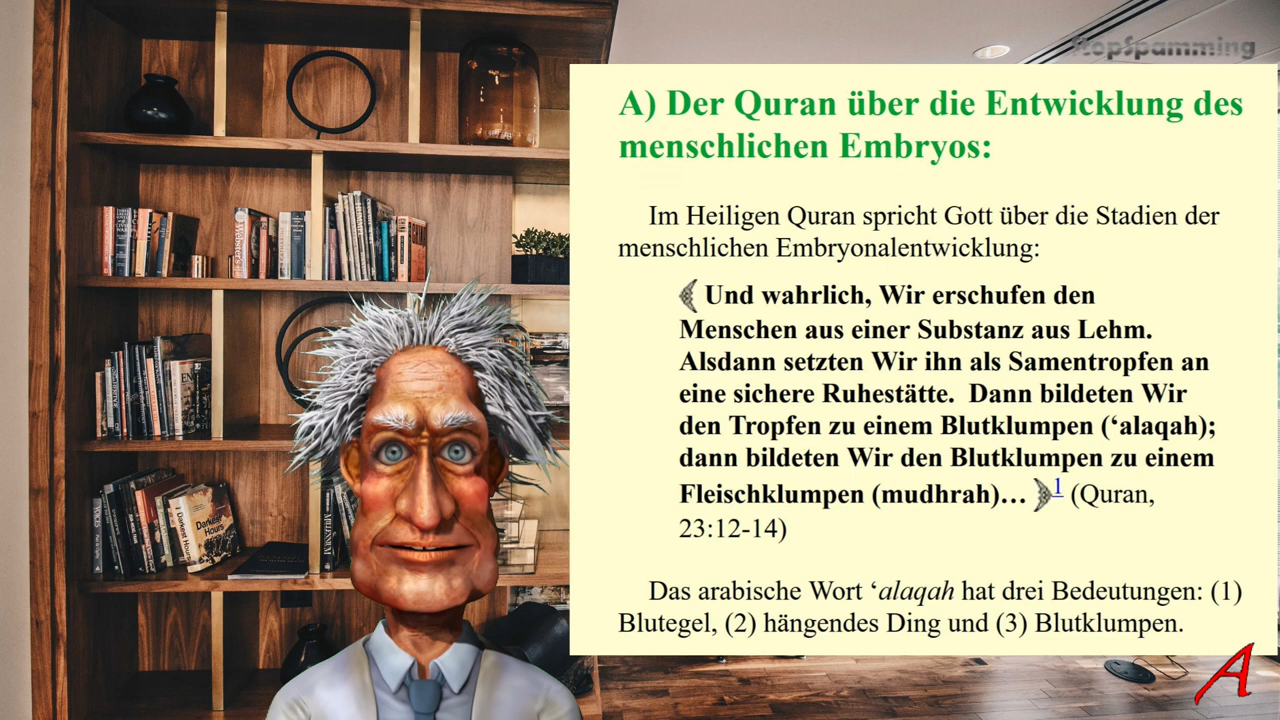 StopSpamming
A) Der Quran über die Entwicklung des
menschlichen Embryos:
Im Heiligen Quran spricht Gott über die Stadien der
menschlichen Embryonalentwicklung:
Und wahrlich, Wir erschufen den
Menschen aus einer Substanz aus Lehm.
Alsdann setzten Wir ihn als Samentropfen an
eine sichere Ruhestätte. Dann bildeten Wir
den Tropfen zu einem Blutklumpen (‘alaqah);
dann bildeten Wir den Blutklumpen zu einem
Fleischklumpen (mudhrah)… 1 (Quran,
23:12-14)
Das arabische Wort ‘alaqah hat drei Bedeutungen: (1)
Blutegel, (2) hängendes Ding und (3) Blutklumpen.
A
Darkest
Hours